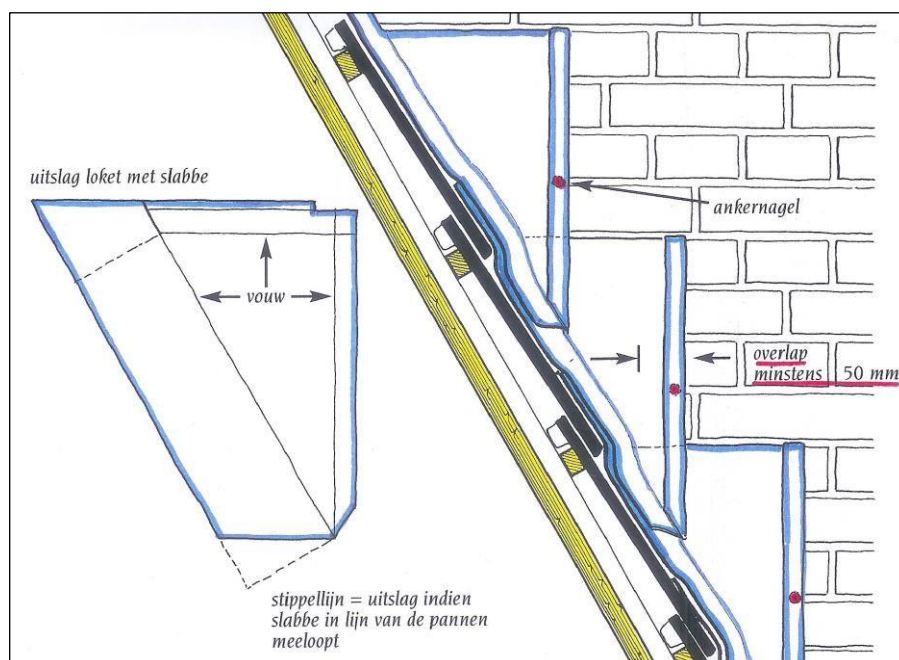 uitslag loket met slabbe
vouw
ankernagel
overlap
minstens 50 mm
stippellijn = uitslag indien
slabbe in lijn van de pannen
meeloopt